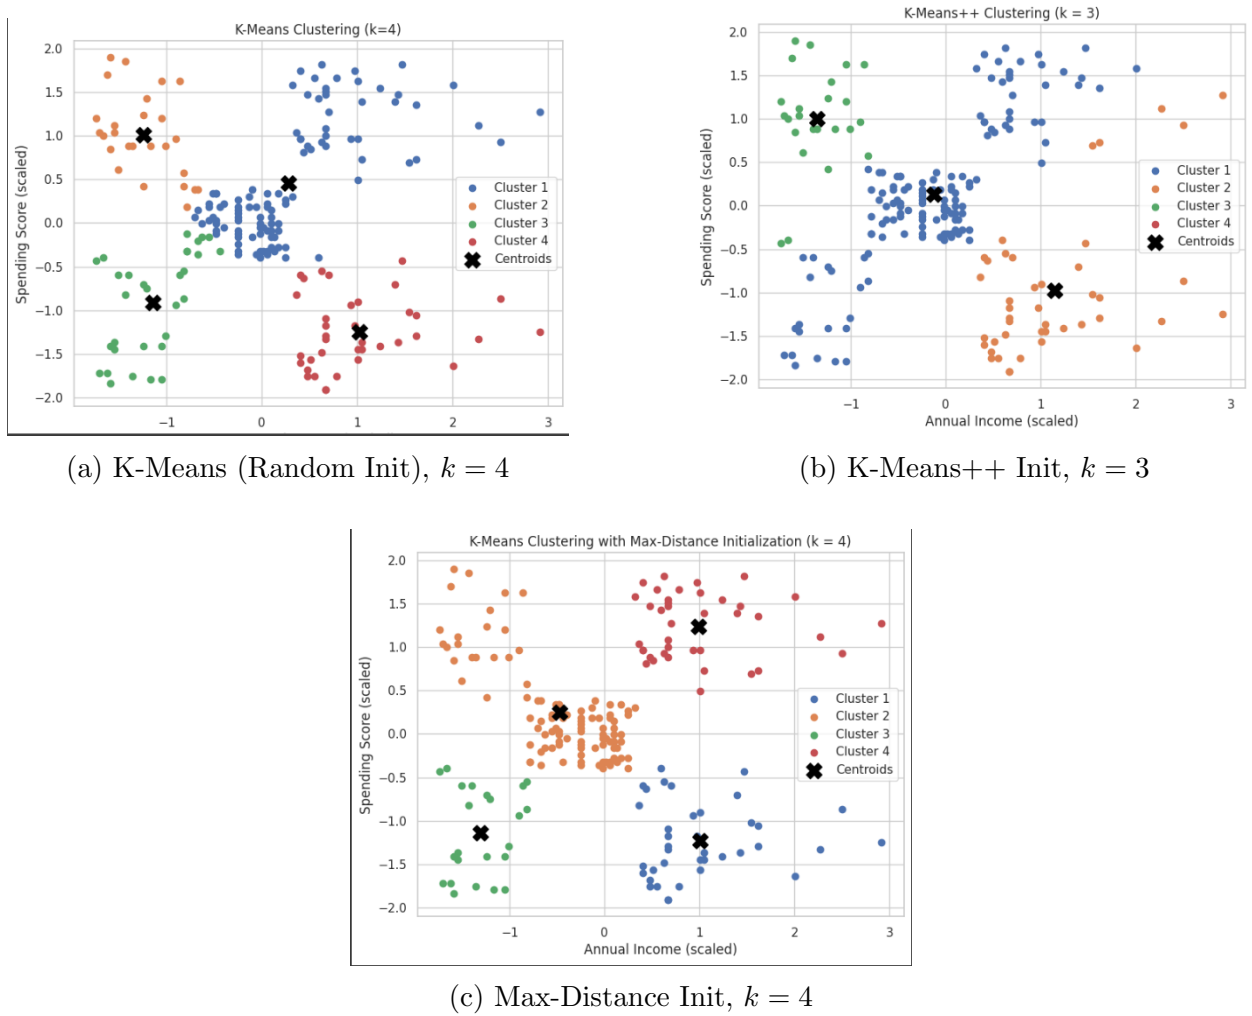 K-Means Clustering (k=4)
Spending Score (scaled)
2.0
1.5
1.0
0.5
0.0
−0.5
−1.0
−1.5
−2.0
−1
0
1
2
3
Cluster 1
Cluster 2
Cluster 3
Cluster 4
Centroids
(a) K-Means (Random Init), k = 4
K-Means++ Clustering (k = 3)
Spending Score (scaled)
2.0
1.5
1.0
0.5
0.0
−0.5
−1.0
−1.5
−2.0
−1
0
1
2
3
Annual Income (scaled)
Cluster 1
Cluster 2
Cluster 3
Cluster 4
Centroids
(b) K-Means++ Init, k = 3
K-Means Clustering with Max-Distance Initialization (k = 4)
Spending Score (scaled)
2.0
1.5
1.0
0.5
0.0
−0.5
−1.0
−1.5
−2.0
−1
0
1
2
3
Annual Income (scaled)
Cluster 1
Cluster 2
Cluster 3
Cluster 4
Centroids
(c) Max-Distance Init, k = 4